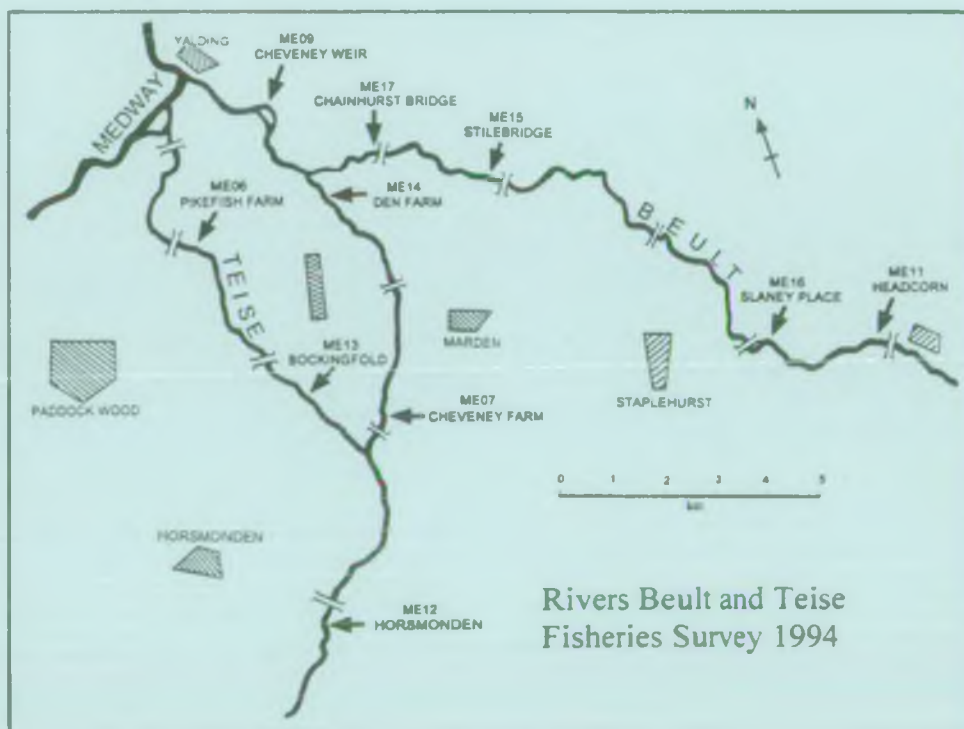 YALDING
ME09
CHEVENEY WEIR
ME17
CHAINHURST BRIDGE
ME15
STILEBRIDGE
N
MEDWAY
ME06
PIKEFISH FARM
ME14
DEN FARM
BEULT
TEISE
ME16
SLANEY PLACE
ME11
HEADCORN
ME13
BOCKINGFOLD
MARDEN
PADDOCK WOOD
ME07
CHEVENEY FARM
STAPLEHURST
0 1 2 3 4 5
km
HORSMONDEN
ME12
HORSMONDEN
Rivers Beult and Teise
Fisheries Survey 1994